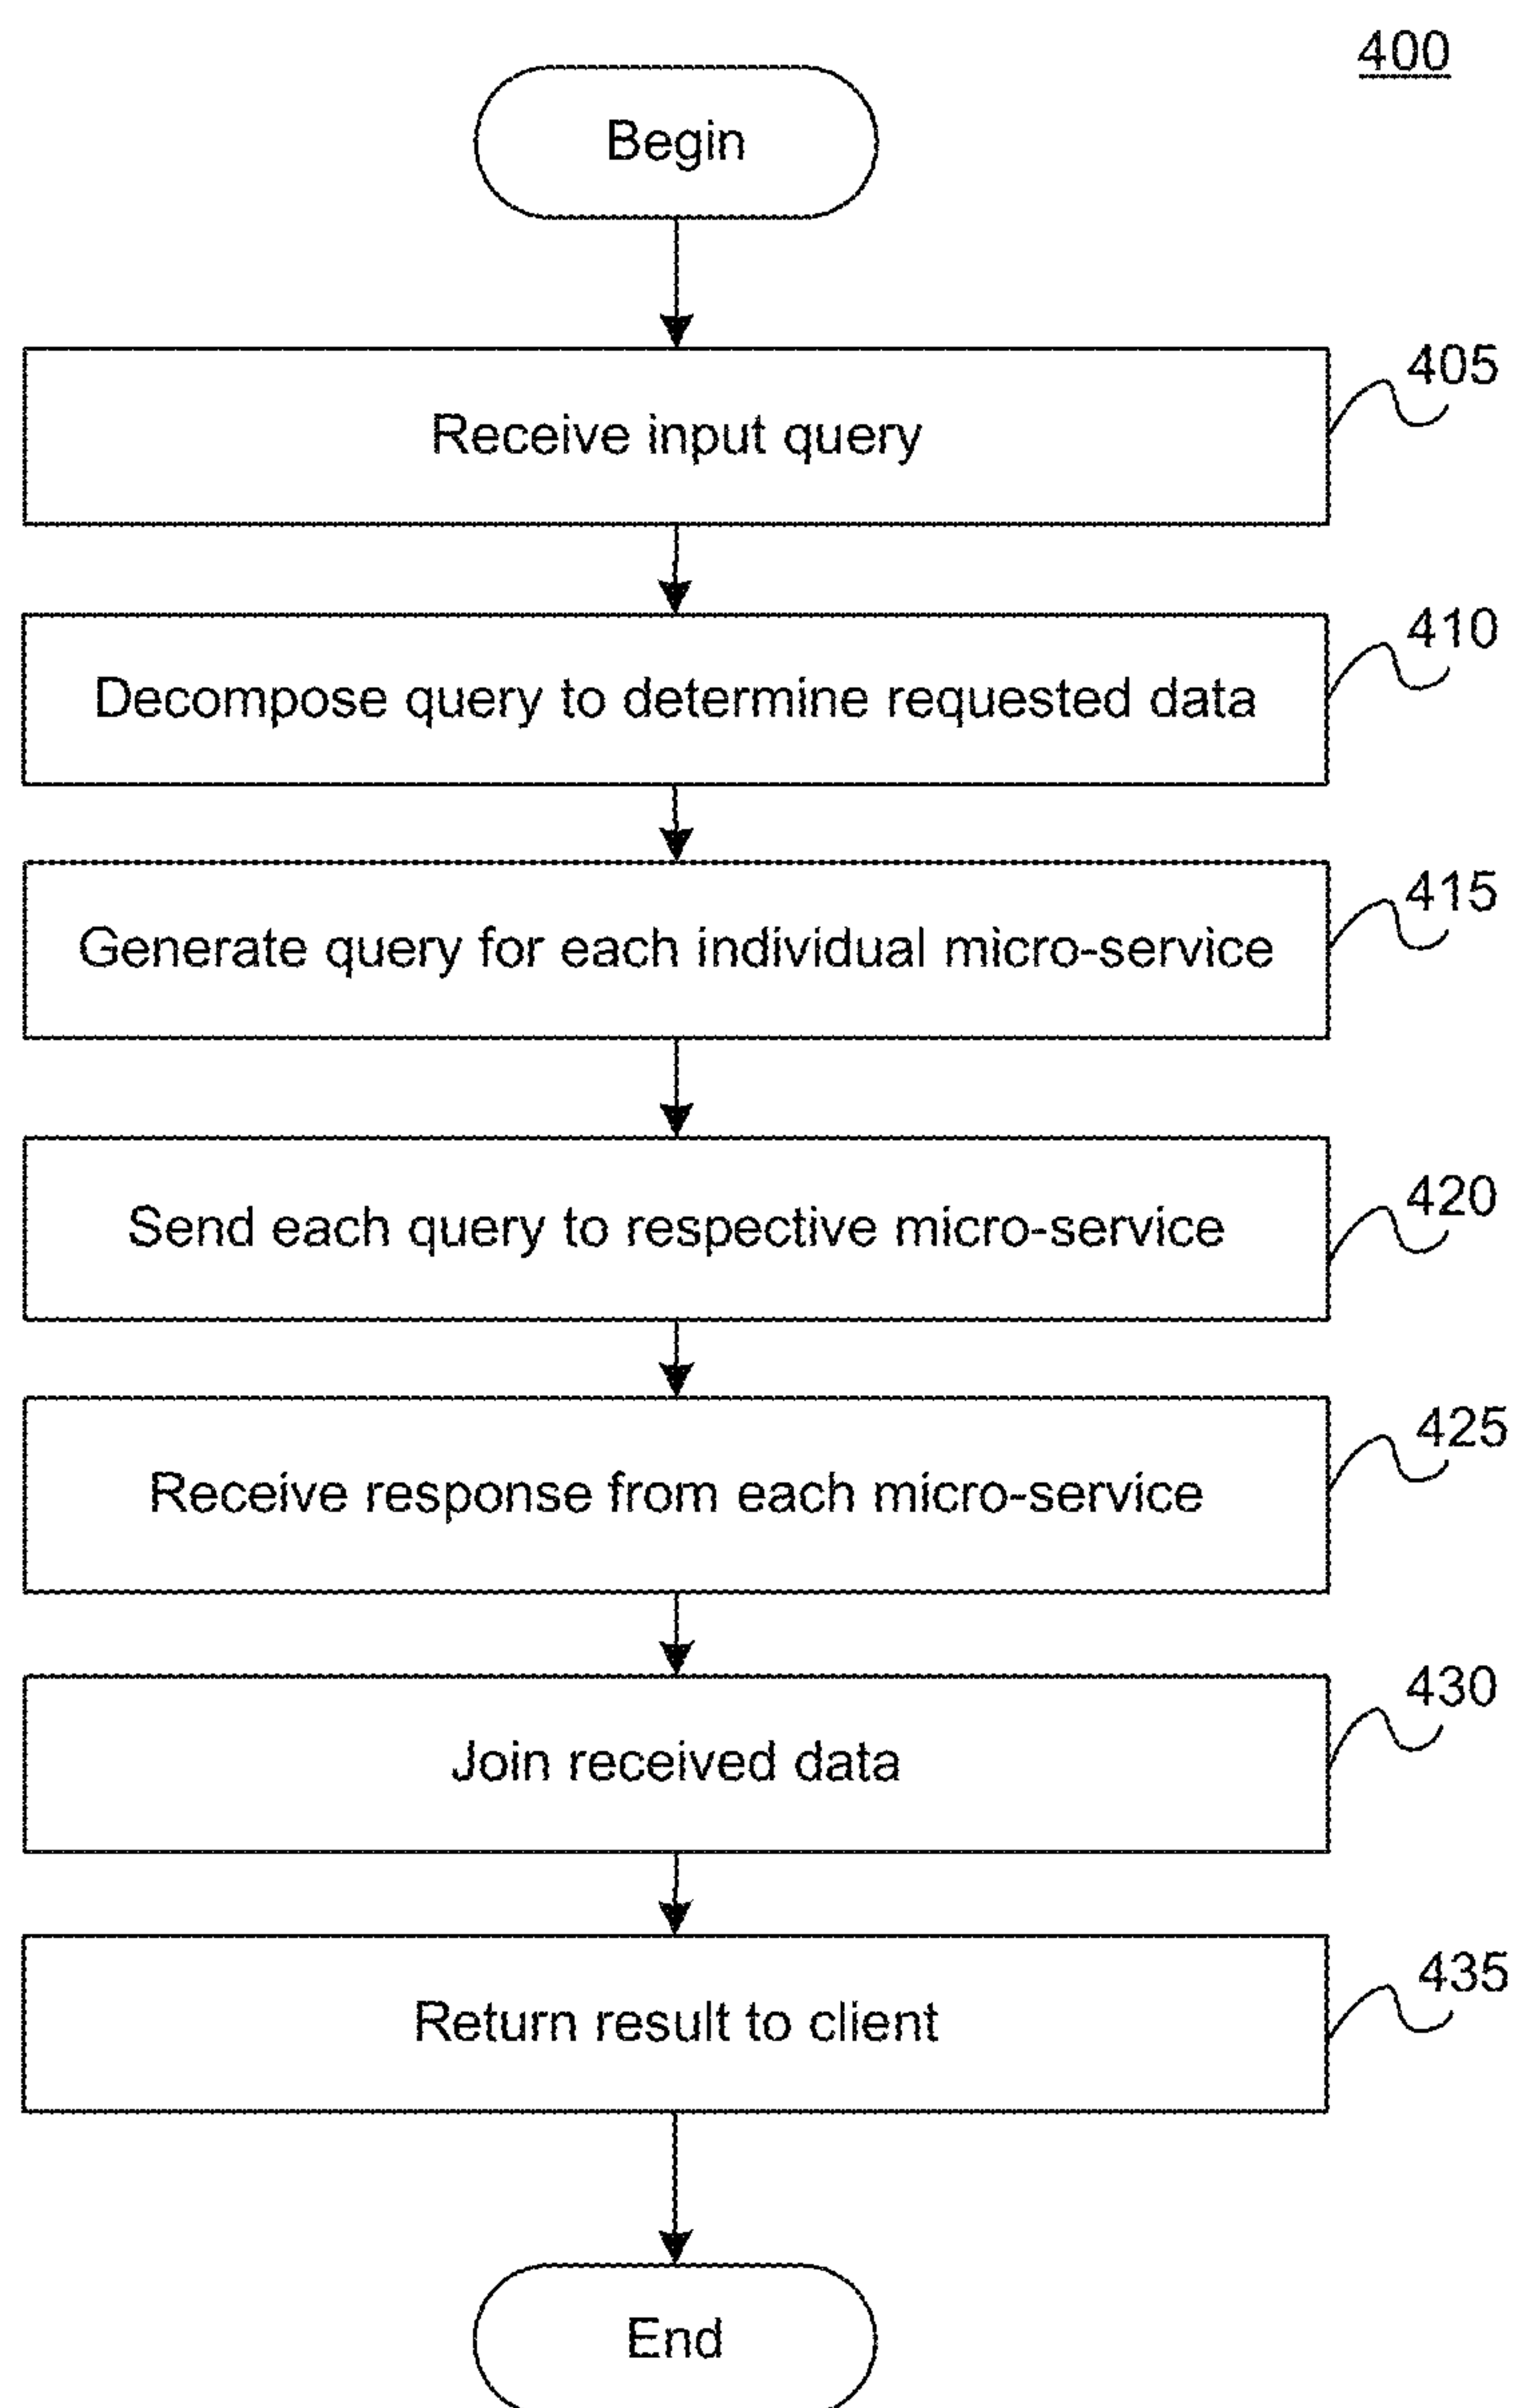 400
Begin
Receive input query
405
Decompose query to determine requested data
410
Generate query for each individual micro-service
415
Send each query to respective micro-service
420
Receive response from each micro-service
425
Join received data
430
Return result to client
435
End